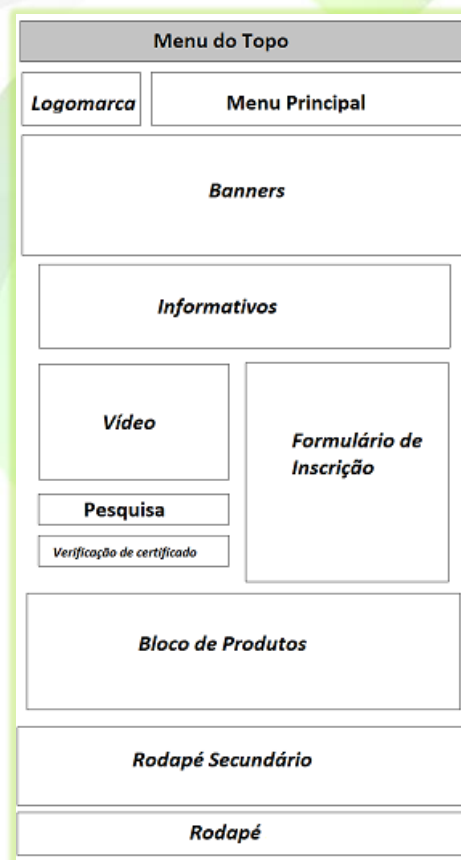 Menu do Topo
Logomarca
Menu Principal
Banners
Informativos
Vídeo
Formulário de
Inscrição
Pesquisa
Verificação de certificado
Bloco de Produtos
Rodapé Secundário
Rodapé